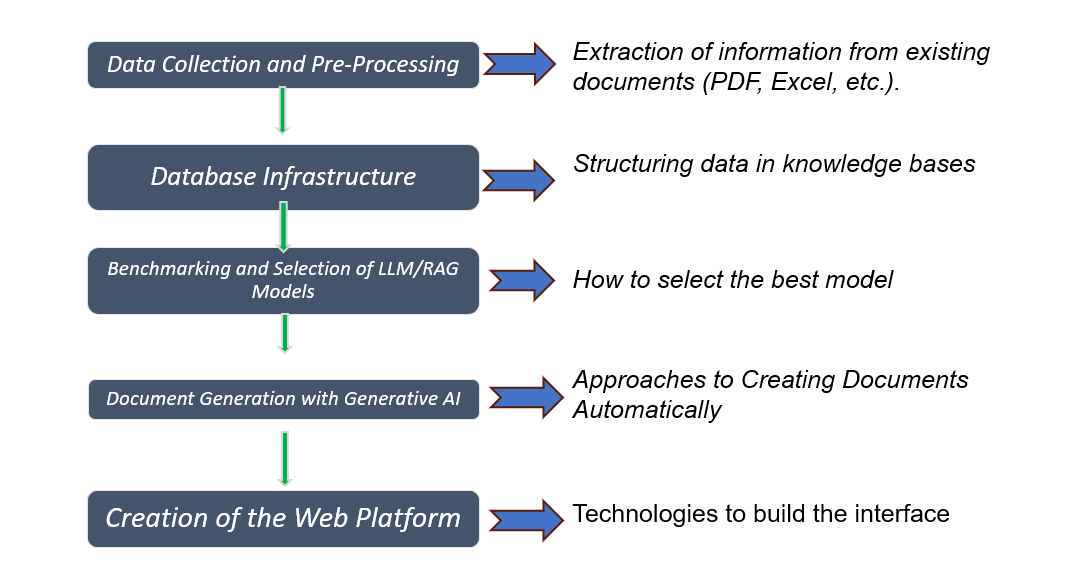 Data Collection and Pre-Processing
Extraction of information from existing
documents (PDF, Excel, etc.).
Database Infrastructure
Structuring data in knowledge bases
Benchmarking and Selection of LLM/RAG
Models
How to select the best model
Document Generation with Generative AI
Approaches to Creating Documents
Automatically
Creation of the Web Platform
Technologies to build the interface